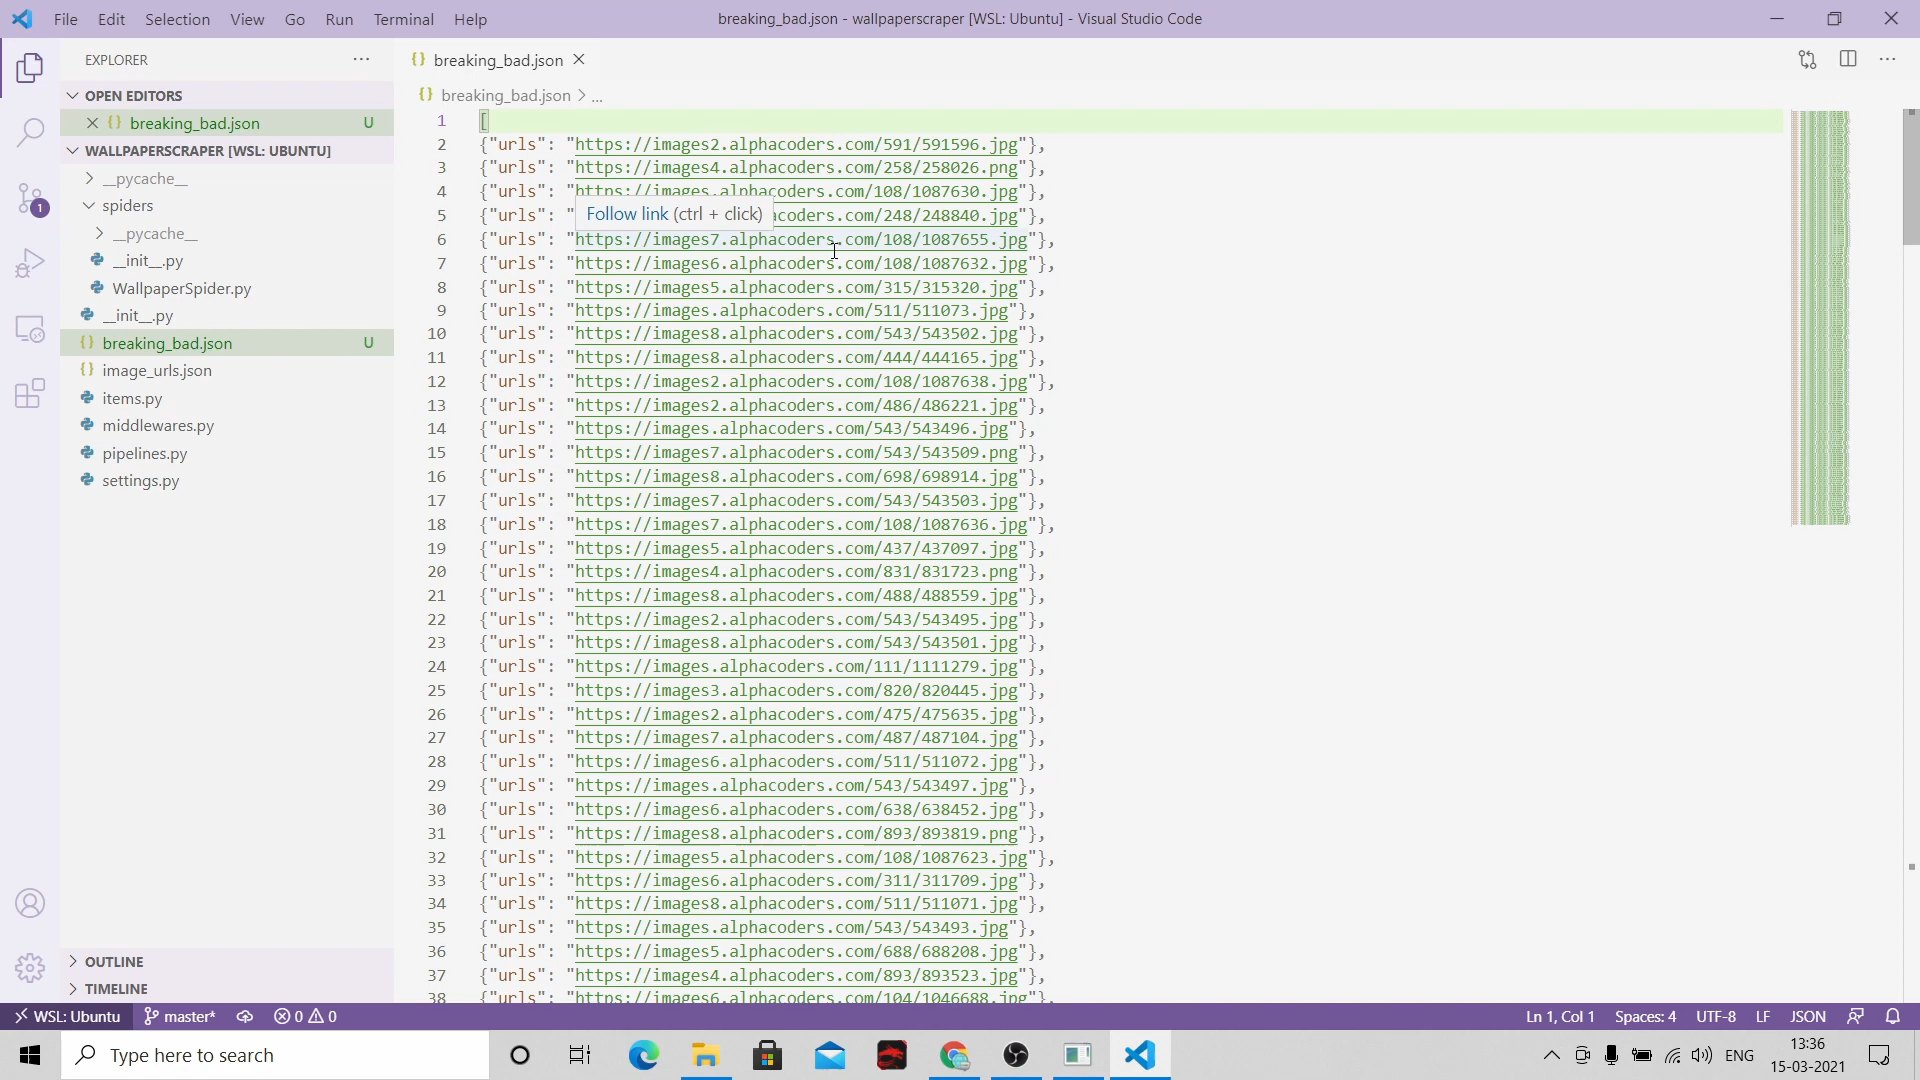 File Edit Selection View Go Run Terminal Help
breaking_bad.json - wallpaperscraper [WSL: Ubuntu] - Visual Studio Code
EXPLORER
OPEN EDITORS
breaking_bad.json U
WALLPAPERSCRAPER [WSL: UBUNTU]
__pycache__
spiders
__pycache__
__init__.py
WallpaperSpider.py
__init__.py
breaking_bad.json U
image_urls.json
items.py
middlewares.py
pipelines.py
settings.py
OUTLINE
TIMELINE
1
breaking_bad.json
breaking_bad.json > ...
1 [
2 {"urls": "https://images2.alphacoders.com/591/591596.jpg"},
3 {"urls": "https://images4.alphacoders.com/258/258026.png"},
4 {"urls": "https://images.alphacoders.com/108/1087630.jpg"},
Follow link (ctrl + click)
5 {"urls": " acoders.com/248/248840.jpg"},
6 {"urls": "https://images7.alphacoders.com/108/1087655.jpg"},
7 {"urls": "https://images6.alphacoders.com/108/1087632.jpg"},
8 {"urls": "https://images5.alphacoders.com/315/315320.jpg"},
9 {"urls": "https://images.alphacoders.com/511/511073.jpg"},
10 {"urls": "https://images8.alphacoders.com/543/543502.jpg"},
11 {"urls": "https://images8.alphacoders.com/444/444165.jpg"},
12 {"urls": "https://images2.alphacoders.com/108/1087638.jpg"},
13 {"urls": "https://images2.alphacoders.com/486/486221.jpg"},
14 {"urls": "https://images.alphacoders.com/543/543496.jpg"},
15 {"urls": "https://images7.alphacoders.com/543/543509.png"},
16 {"urls": "https://images8.alphacoders.com/698/698914.jpg"},
17 {"urls": "https://images7.alphacoders.com/543/543503.jpg"},
18 {"urls": "https://images7.alphacoders.com/108/1087636.jpg"},
19 {"urls": "https://images5.alphacoders.com/437/437097.jpg"},
20 {"urls": "https://images4.alphacoders.com/831/831723.png"},
21 {"urls": "https://images8.alphacoders.com/488/488559.jpg"},
22 {"urls": "https://images2.alphacoders.com/543/543495.jpg"},
23 {"urls": "https://images8.alphacoders.com/543/543501.jpg"},
24 {"urls": "https://images.alphacoders.com/111/1111279.jpg"},
25 {"urls": "https://images3.alphacoders.com/820/820445.jpg"},
26 {"urls": "https://images2.alphacoders.com/475/475635.jpg"},
27 {"urls": "https://images7.alphacoders.com/487/487104.jpg"},
28 {"urls": "https://images6.alphacoders.com/511/511072.jpg"},
29 {"urls": "https://images.alphacoders.com/543/543497.jpg"},
30 {"urls": "https://images6.alphacoders.com/638/638452.jpg"},
31 {"urls": "https://images8.alphacoders.com/893/893819.png"},
32 {"urls": "https://images5.alphacoders.com/108/1087623.jpg"},
33 {"urls": "https://images6.alphacoders.com/311/311709.jpg"},
34 {"urls": "https://images8.alphacoders.com/511/511071.jpg"},
35 {"urls": "https://images.alphacoders.com/543/543493.jpg"},
36 {"urls": "https://images5.alphacoders.com/688/688208.jpg"},
37 {"urls": "https://images4.alphacoders.com/893/893523.jpg"},
38 {"urls": "https://images6.alphacoders.com/104/1046688.jpg"},
WSL: Ubuntu master* 0 0 Ln 1, Col 1 Spaces: 4 UTF-8 LF JSON
Type here to search
ENG
13:36
15-03-2021